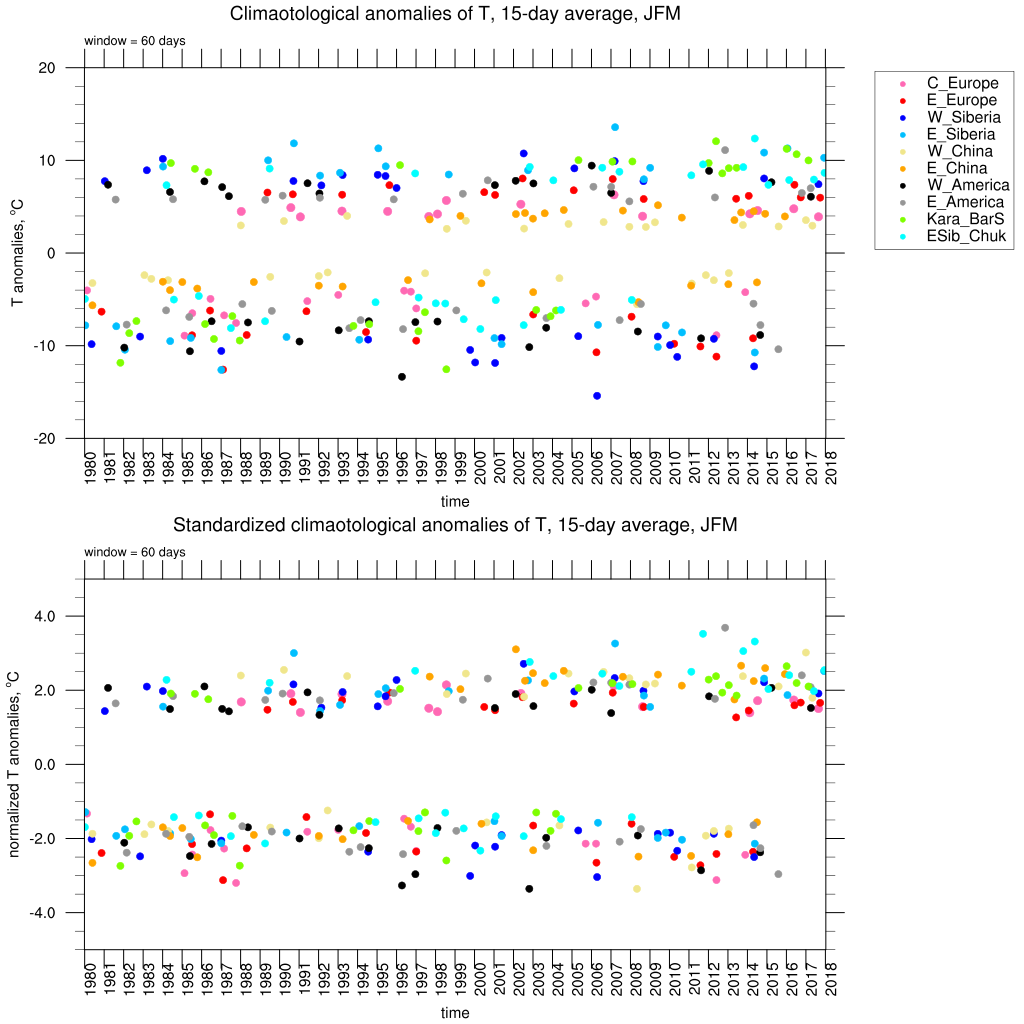 Climaotological anomalies of T, 15-day average, JFM
window = 60 days
C_Europe
E_Europe
W_Siberia
E_Siberia
W_China
E_China
W_America
E_America
Kara_BarS
ESib_Chuk
20
10
0
-10
-20
T anomalies, °C
1980 1981 1982 1983 1984 1985 1986 1987 1988 1989 1990 1991 1992 1993 1994 1995 1996 1997 1998 1999 2000 2001 2002 2003 2004 2005 2006 2007 2008 2009 2010 2011 2012 2013 2014 2015 2016 2017 2018
time
Standardized climaotological anomalies of T, 15-day average, JFM
window = 60 days
4.0
2.0
0.0
-2.0
-4.0
normalized T anomalies, °C
1980 1981 1982 1983 1984 1985 1986 1987 1988 1989 1990 1991 1992 1993 1994 1995 1996 1997 1998 1999 2000 2001 2002 2003 2004 2005 2006 2007 2008 2009 2010 2011 2012 2013 2014 2015 2016 2017 2018
time